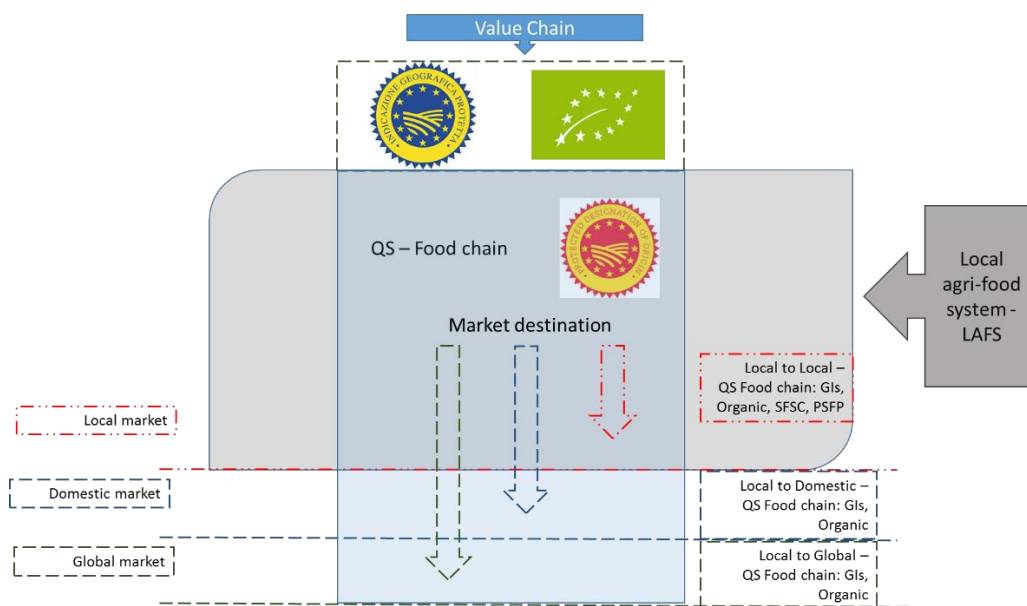 Value Chain
INDICAZIONE GEOGRAFICA PROTETTA
QS – Food chain
PROTECTED DESIGNATION OF ORIGIN
Market destination
Local
agri-food
system -
LAFS
Local to Local –
QS Food chain: GIs,
Organic, SFSC, PSFP
Local market
Domestic market
Local to Domestic –
QS Food chain: GIs,
Organic
Global market
Local to Global –
QS Food chain: GIs,
Organic